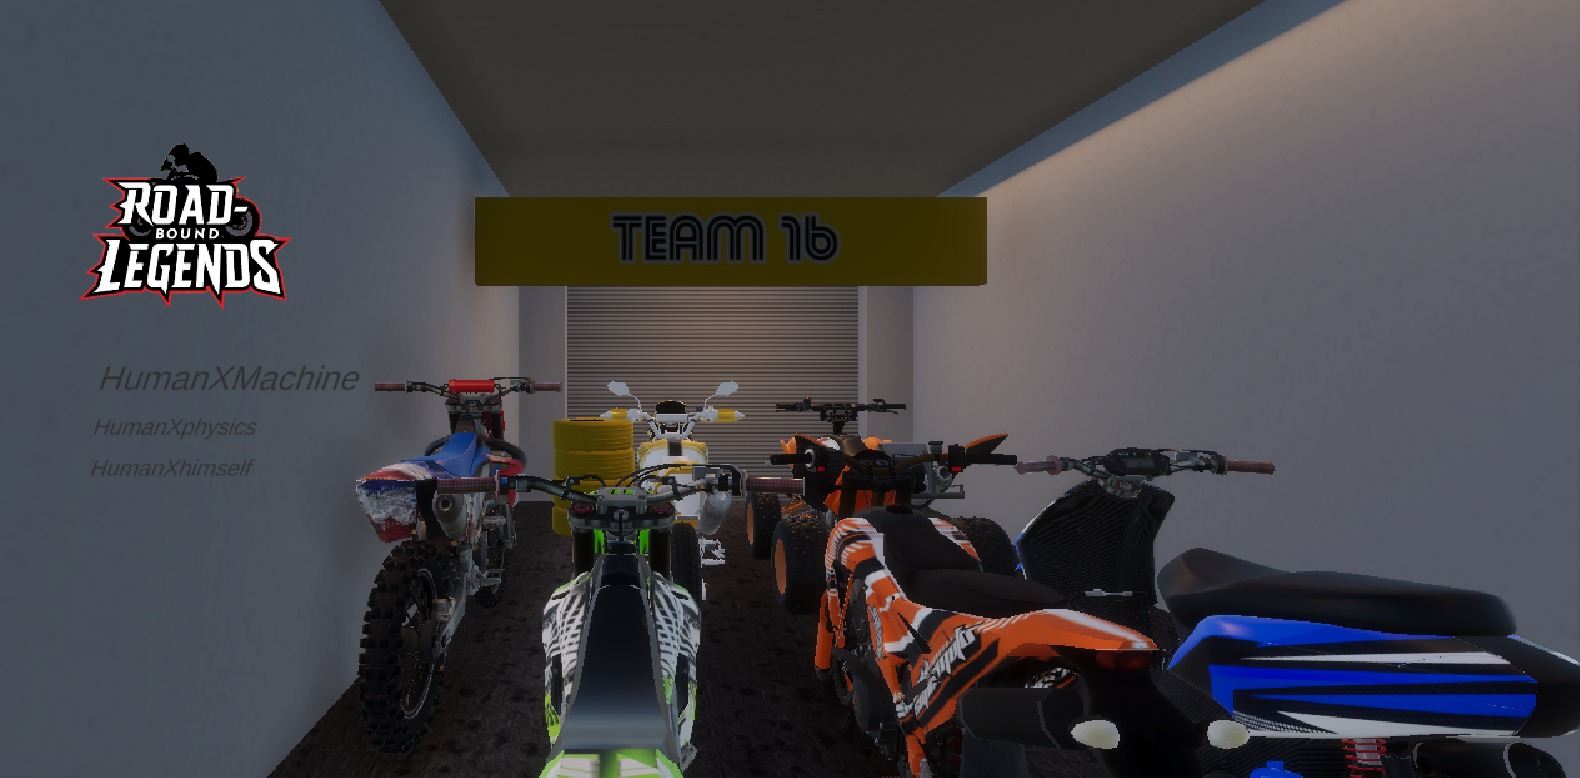 ROAD-
BOUND
LEGENDS
TEAM 16
HumanXMachine
HumanXphysics
HumanXhimself